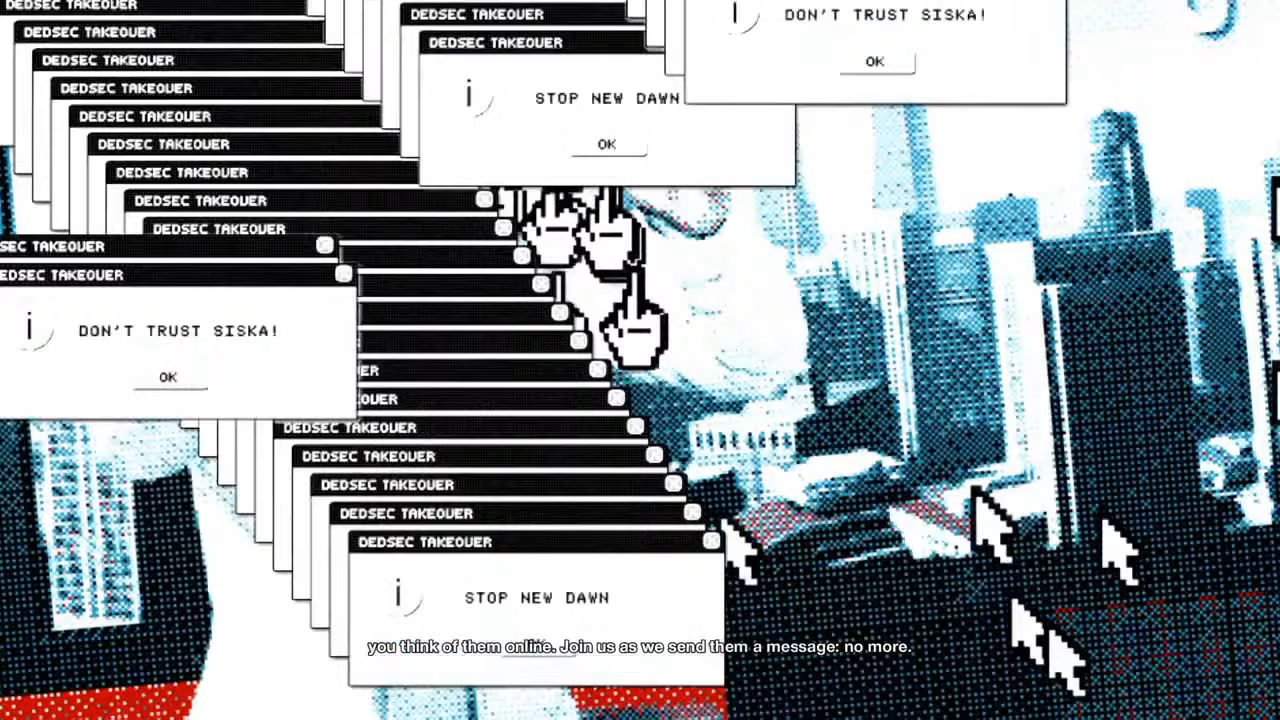 DEDSEC TAKEOVER
DEDSEC TAKEOVER
DON'T TRUST SISKA!
DEDSEC TAKEOVER
DEDSEC TAKEOVER
DEDSEC TAKEOVER
OK
DEDSEC TAKEOVER
STOP NEW DAWN
DEDSEC TAKEOVER
DEDSEC TAKEOVER
OK
DEDSEC TAKEOVER
DEDSEC TAKEOVER
DEDSEC TAKEOVER
SEC TAKEOVER
EDSEC TAKEOVER
DON'T TRUST SISKA!
OK
ER
OVER
DEDSEC TAKEOVER
DEDSEC TAKEOVER
DEDSEC TAKEOVER
DEDSEC TAKEOVER
DEDSEC TAKEOVER
STOP NEW DAWN
you think of them online. Join us as we send them a message: no more.